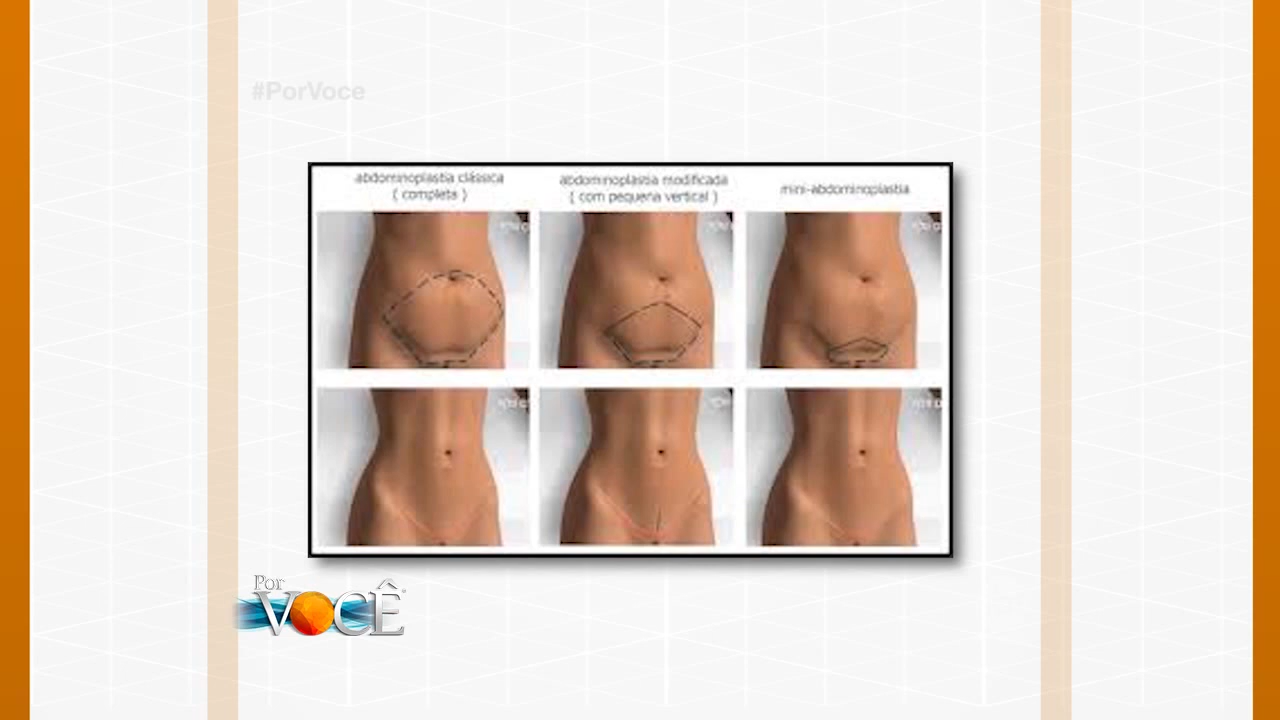 #PorVoce
abdominoplastia clássica
( completa )
abdominoplastia modificada
( com pequena vertical )
mini-abdominoplastia
Por
VOCÊ